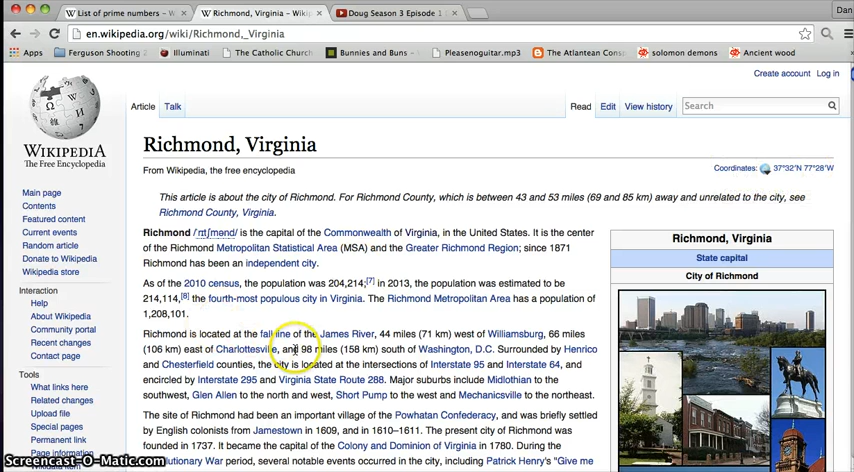 List of prime numbers - W
Richmond, Virginia - Wiki
Doug Season 3 Episode 1
Dan
en.wikipedia.org/wiki/Richmond,_Virginia
Apps
Ferguson Shooting
Illuminati
The Catholic Church
Bunnies and Buns -
Pleasenoguitar.mp3
The Atlantean Cons
solomon demons
Ancient wood
Create account Log in
Article Talk
Read Edit View history
Search
WIKIPEDIA
The Free Encyclopedia
Main page
Contents
Featured content
Current events
Random article
Donate to Wikipedia
Wikipedia store
Interaction
Help
About Wikipedia
Community portal
Recent changes
Contact page
Tools
What links here
Related changes
Upload file
Special pages
Permanent link
Page information
Richmond, Virginia
From Wikipedia, the free encyclopedia
Coordinates: 37°32′N 77°28′W
This article is about the city of Richmond. For Richmond County, which is between 43 and 53 miles (69 and 85 km) away and unrelated to the city, see
Richmond County, Virginia.
Richmond /ˈrɪtʃmənd/ is the capital of the Commonwealth of Virginia, in the United States. It is the center
of the Richmond Metropolitan Statistical Area (MSA) and the Greater Richmond Region; since 1871
Richmond has been an independent city.
As of the 2010 census, the population was 204,214;[7] in 2013, the population was estimated to be
214,114,[8] the fourth-most populous city in Virginia. The Richmond Metropolitan Area has a population of
1,208,101.
Richmond is located at the fall line of the James River, 44 miles (71 km) west of Williamsburg, 66 miles
(106 km) east of Charlottesville, and 98 miles (158 km) south of Washington, D.C. Surrounded by Henrico
and Chesterfield counties, the city is located at the intersections of Interstate 95 and Interstate 64, and
encircled by Interstate 295 and Virginia State Route 288. Major suburbs include Midlothian to the
southwest, Glen Allen to the north and west, Short Pump to the west and Mechanicsville to the northeast.
The site of Richmond had been an important village of the Powhatan Confederacy, and was briefly settled
by English colonists from Jamestown in 1609, and in 1610–1611. The present city of Richmond was
founded in 1737. It became the capital of the Colony and Dominion of Virginia in 1780. During the
Revolutionary War period, several notable events occurred in the city, including Patrick Henry's "Give me
Richmond, Virginia
State capital
City of Richmond
Screencast-O-Matic.com